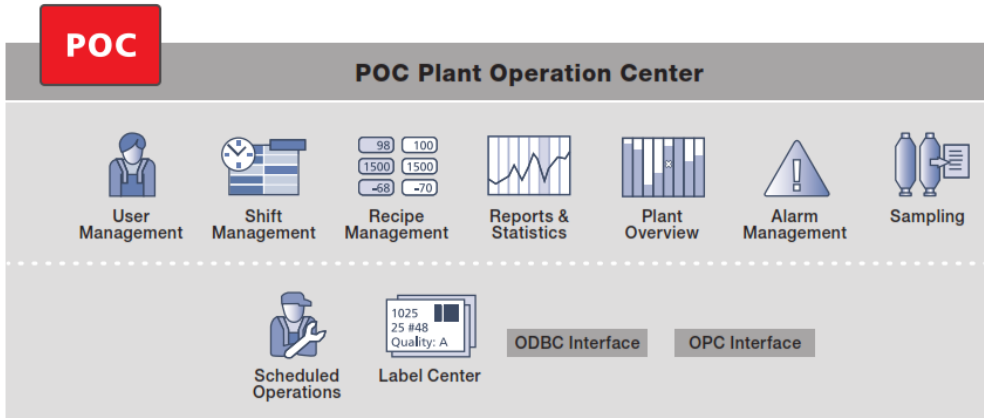 POC
POC Plant Operation Center
98 100
1500 1500
-68 -70
User
Management
Shift
Management
Recipe
Management
Reports &
Statistics
Plant
Overview
Alarm
Management
Sampling
1025
25 #48
Quality: A
Scheduled
Operations
Label Center
ODBC Interface
OPC Interface